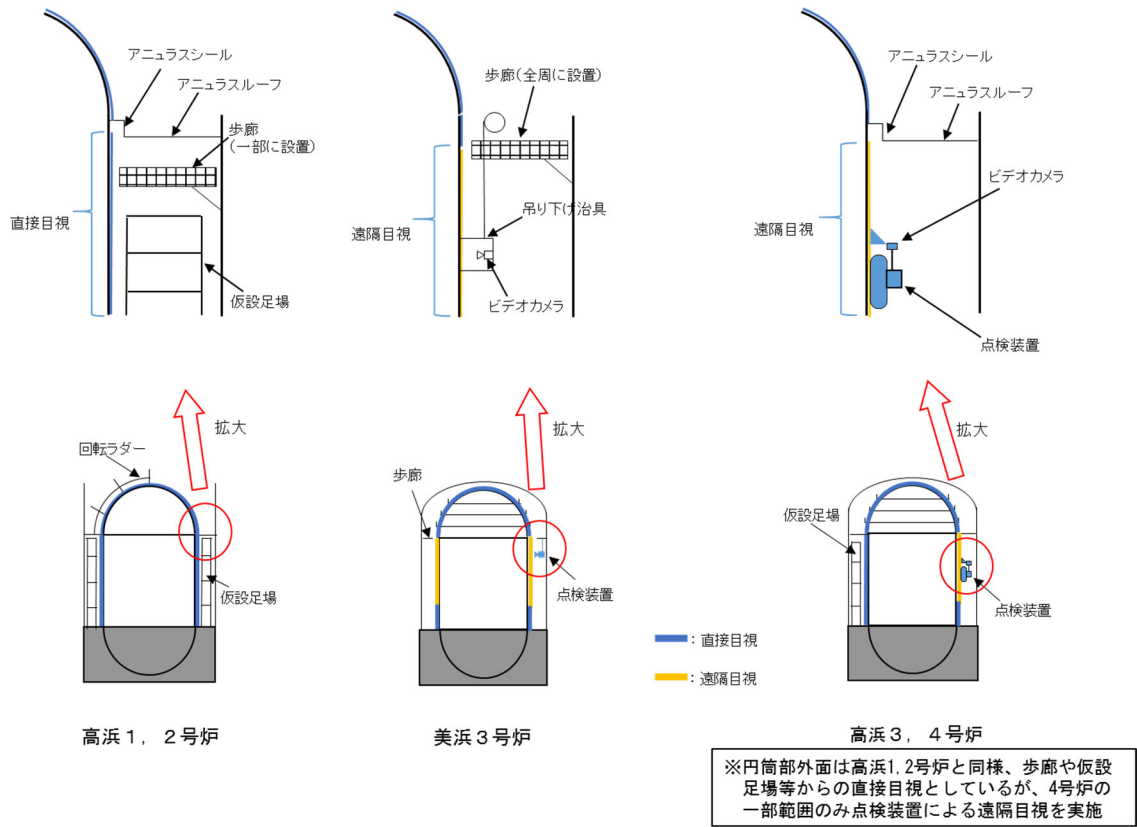 アニュラスシール
アニュラスルーフ
歩廊
(一部に設置)
直接目視
仮設足場
歩廊(全周に設置)
遠隔目視
吊り下げ治具
ビデオカメラ
アニュラスシール
アニュラスルーフ
ビデオカメラ
遠隔目視
点検装置
拡大
回転ラダー
仮設足場
高浜1,2号炉
拡大
歩廊
点検装置
美浜3号炉
拡大
仮設足場
点検装置
:直接目視
:遠隔目視
高浜3,4号炉
※円筒部外面は高浜1,2号炉と同様、歩廊や仮設
足場等からの直接目視としているが、4号炉の
一部範囲のみ点検装置による遠隔目視を実施